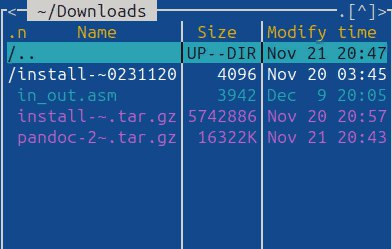 <- ~/Downloads .[^]>
.n Name Size Modify time
/.. UP--DIR Nov 21 20:47
/install-~0231120 4096 Nov 20 03:45
in_out.asm 3942 Dec 9 20:05
install-~.tar.gz 5742886 Nov 20 20:57
pandoc-2~.tar.gz 16322K Nov 21 20:43